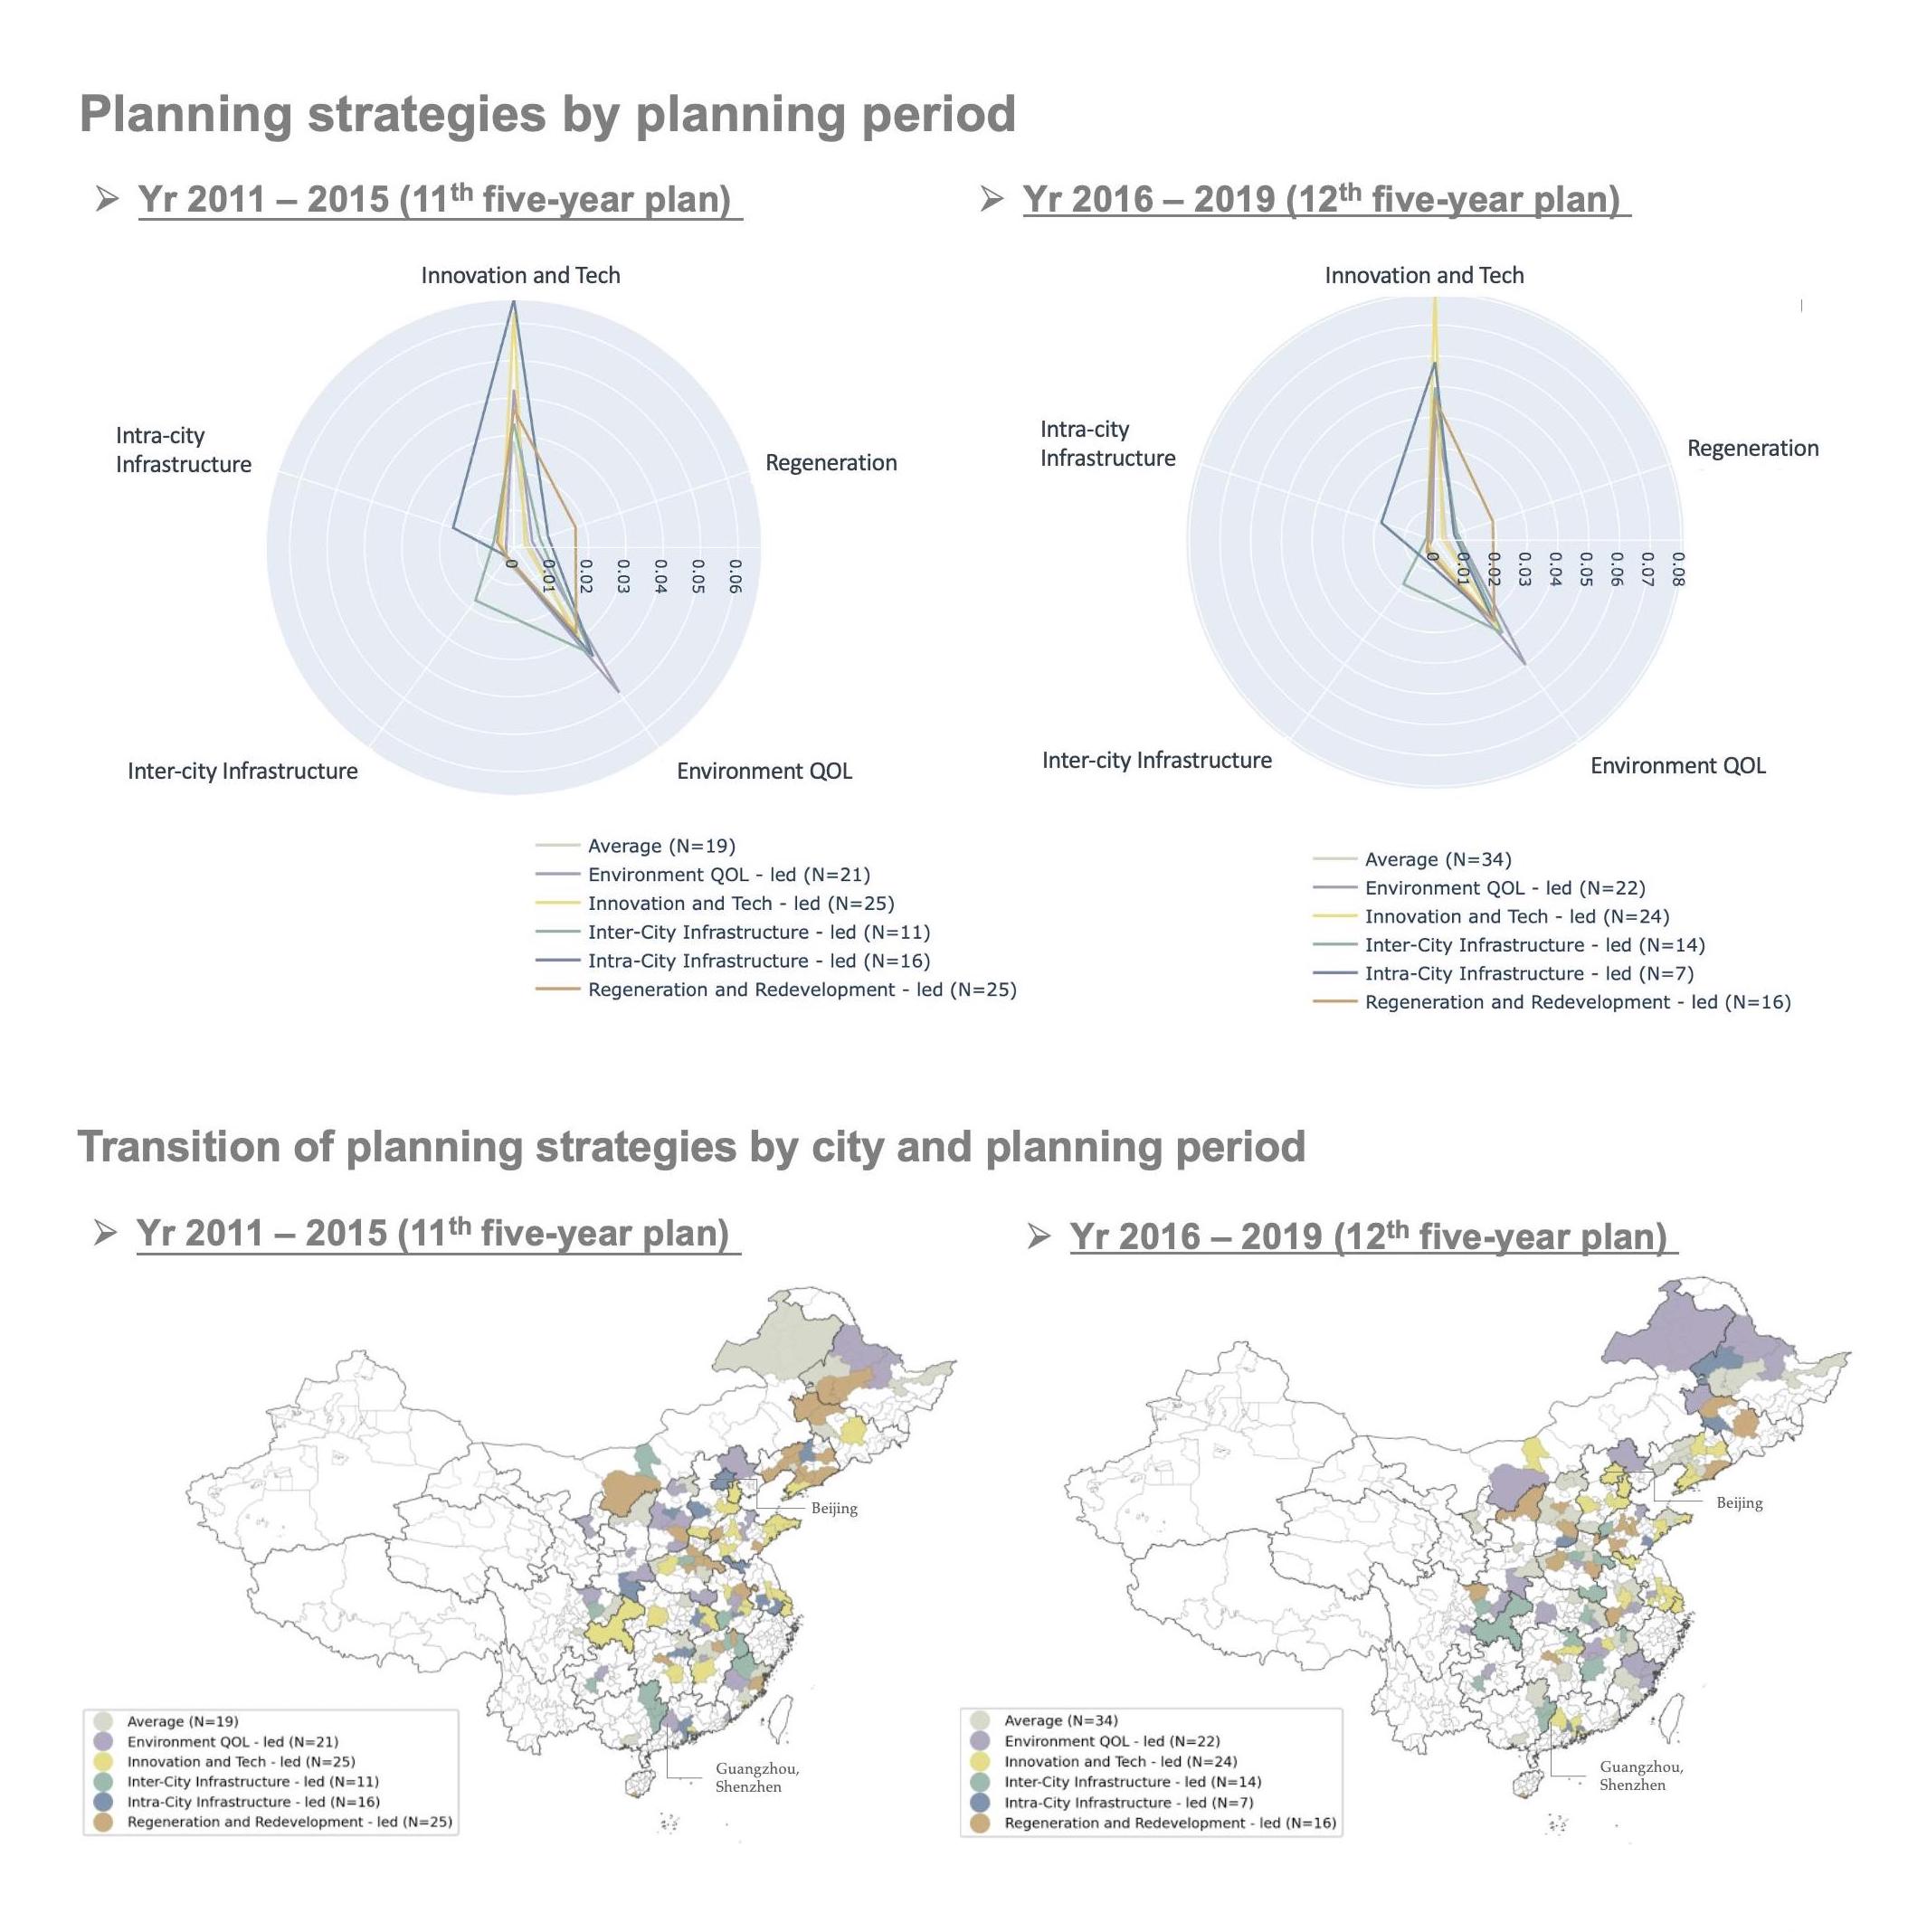 Planning strategies by planning period
Yr 2011 – 2015 (11th five-year plan)
Yr 2016 – 2019 (12th five-year plan)
Innovation and Tech
Intra-city
Infrastructure
Regeneration
0
0.01
0.02
0.03
0.04
0.05
0.06
Inter-city Infrastructure
Environment QOL
Average (N=19)
Environment QOL - led (N=21)
Innovation and Tech - led (N=25)
Inter-City Infrastructure - led (N=11)
Intra-City Infrastructure - led (N=16)
Regeneration and Redevelopment - led (N=25)
Innovation and Tech
Intra-city
Infrastructure
Regeneration
0
0.01
0.02
0.03
0.04
0.05
0.06
0.07
0.08
Inter-city Infrastructure
Environment QOL
Average (N=34)
Environment QOL - led (N=22)
Innovation and Tech - led (N=24)
Inter-City Infrastructure - led (N=14)
Intra-City Infrastructure - led (N=7)
Regeneration and Redevelopment - led (N=16)
Transition of planning strategies by city and planning period
Yr 2011 – 2015 (11th five-year plan)
Yr 2016 – 2019 (12th five-year plan)
Beijing
Guangzhou,
Shenzhen
Average (N=19)
Environment QOL - led (N=21)
Innovation and Tech - led (N=25)
Inter-City Infrastructure - led (N=11)
Intra-City Infrastructure - led (N=16)
Regeneration and Redevelopment - led (N=25)
Beijing
Guangzhou,
Shenzhen
Average (N=34)
Environment QOL - led (N=22)
Innovation and Tech - led (N=24)
Inter-City Infrastructure - led (N=14)
Intra-City Infrastructure - led (N=7)
Regeneration and Redevelopment - led (N=16)